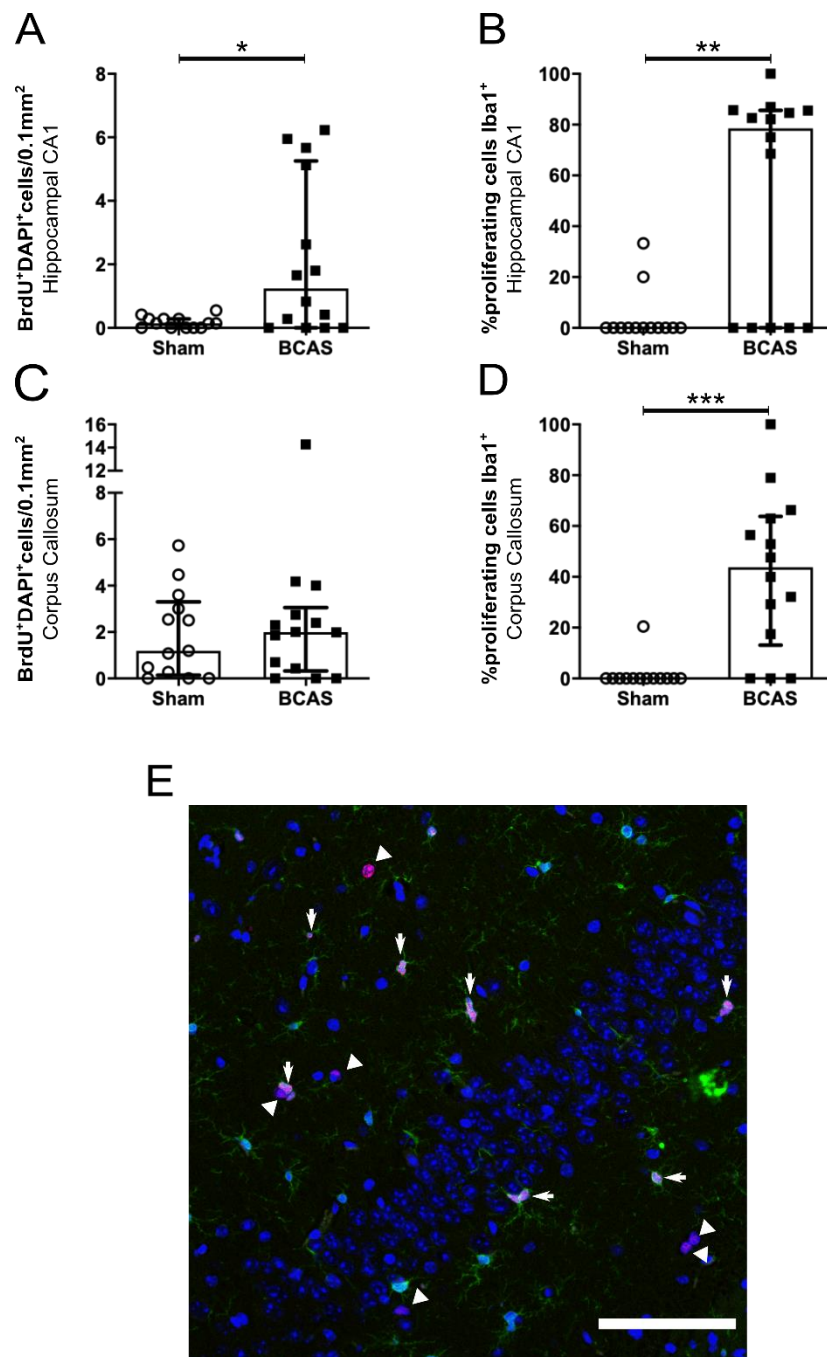 A
*
BrdU⁺DAPI⁺cells/0.1mm²
Hippocampal CA1
8
6
4
2
0
Sham
BCAS
B
**
%proliferating cells Iba1⁺
Hippocampal CA1
100
80
60
40
20
0
Sham
BCAS
C
BrdU⁺DAPI⁺cells/0.1mm²
Corpus Callosum
16
14
12
8
6
4
2
0
Sham
BCAS
D
***
%proliferating cells Iba1⁺
Corpus Callosum
100
80
60
40
20
0
Sham
BCAS
E